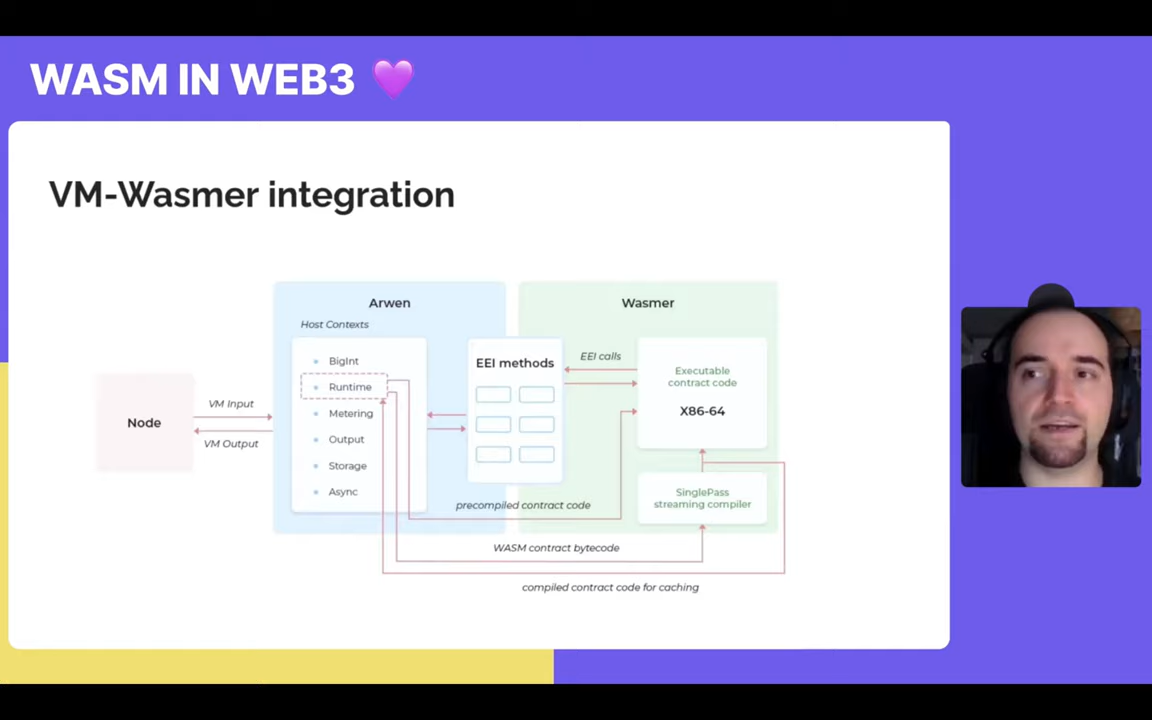 WASM IN WEB3 💜
VM-Wasmer integration
Node
VM Input
VM Output
Arwen
Host Contexts
BigInt
Runtime
Metering
Output
Storage
Async
EEI methods
Wasmer
EEI calls
Executable
contract code
X86-64
SinglePass
streaming compiler
precompiled contract code
WASM contract bytecode
compiled contract code for caching